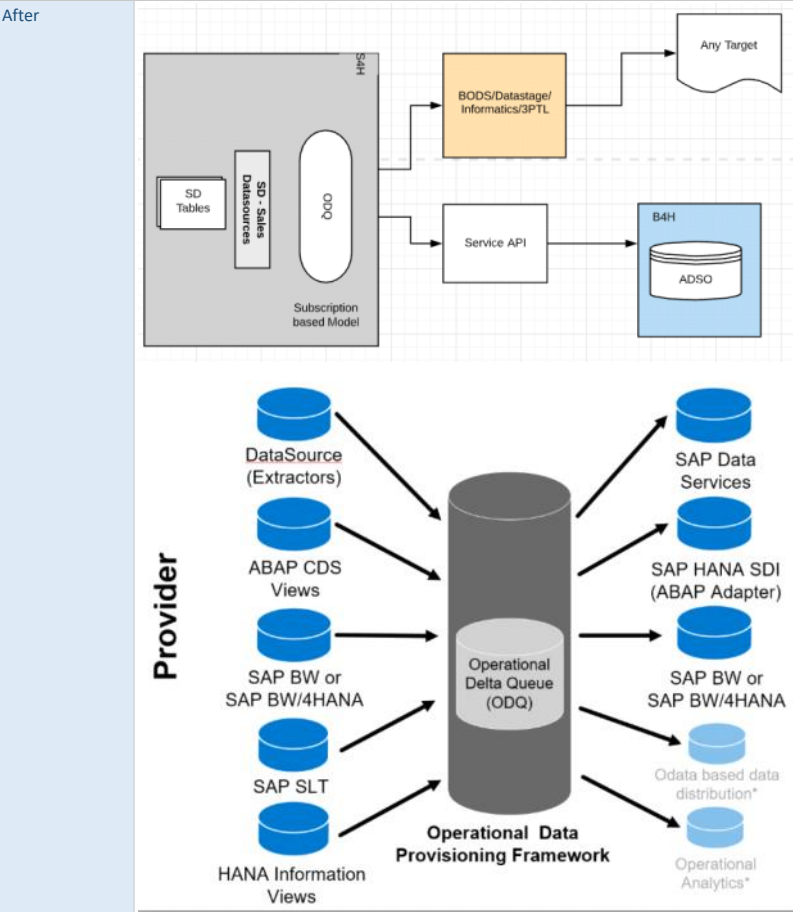 After
S4H
Any Target
BODS/Datastage/
Informatics/3PTL
SD
Tables
SD - Sales
Datasources
ODQ
Subscription
based Model
Service API
B4H
ADSO
Provider
DataSource
(Extractors)
ABAP CDS
Views
SAP BW or
SAP BW/4HANA
SAP SLT
HANA Information
Views
Operational
Delta Queue
(ODQ)
Operational Data
Provisioning Framework
SAP Data
Services
SAP HANA SDI
(ABAP Adapter)
SAP BW or
SAP BW/4HANA
Odata based data
distribution*
Operational
Analytics*